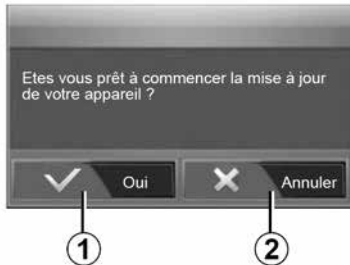 Etes vous prêt à commencer la mise à jour
de votre appareil ?
Oui
Annuler
1
2